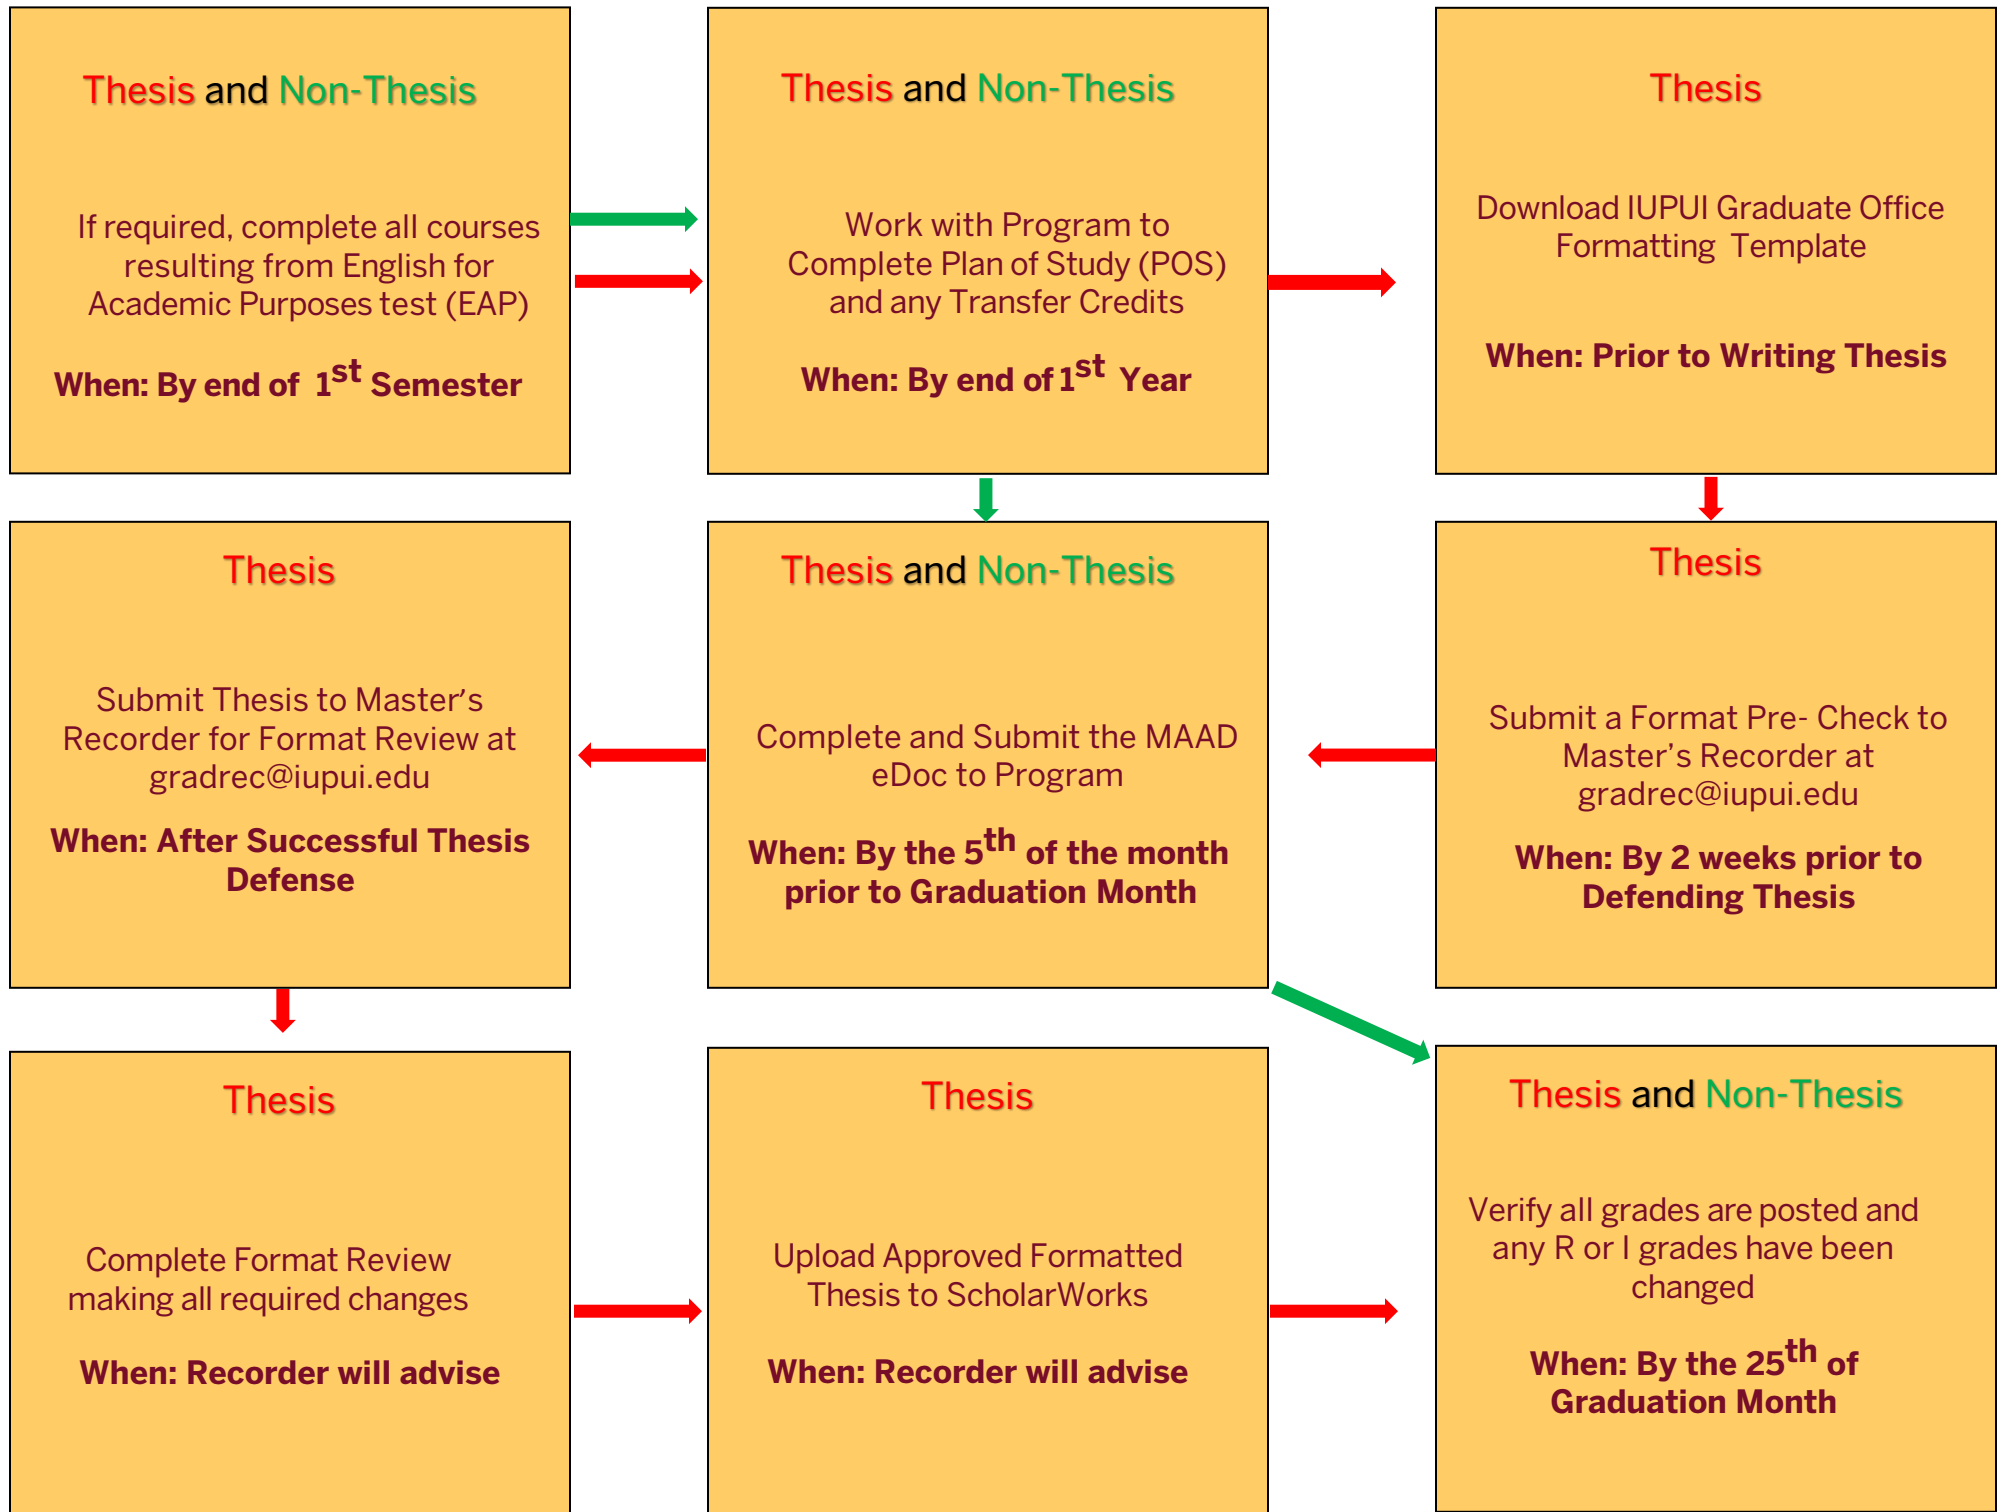 Thesis and Non-Thesis
If required, complete all courses
resulting from English for
Academic Purposes test (EAP)
When: By end of 1st Semester
Thesis and Non-Thesis
Work with Program to
Complete Plan of Study (POS)
and any Transfer Credits
When: By end of 1st Year
Thesis
Download IUPUI Graduate Office
Formatting Template
When: Prior to Writing Thesis
Thesis
Submit Thesis to Master's
Recorder for Format Review at
gradrec@iupui.edu
When: After Successful Thesis
Defense
Thesis and Non-Thesis
Complete and Submit the MAAD
eDoc to Program
When: By the 5th of the month
prior to Graduation Month
Thesis
Submit a Format Pre- Check to
Master's Recorder at
gradrec@iupui.edu
When: By 2 weeks prior to
Defending Thesis
Thesis
Complete Format Review
making all required changes
When: Recorder will advise
Thesis
Upload Approved Formatted
Thesis to ScholarWorks
When: Recorder will advise
Thesis and Non-Thesis
Verify all grades are posted and
any R or I grades have been
changed
When: By the 25th of
Graduation Month